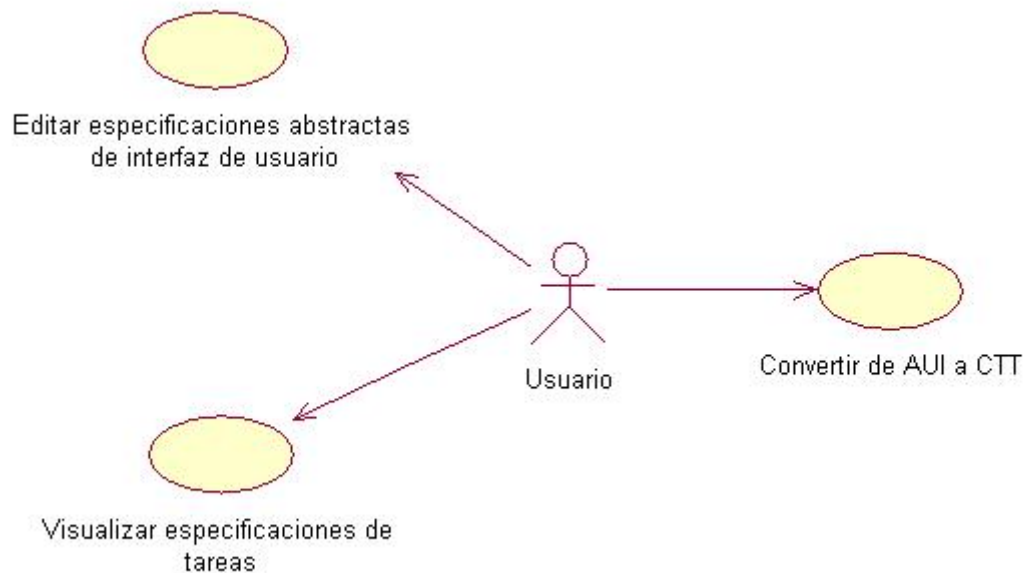 Editar especificaciones abstractas
de interfaz de usuario
Usuario
Convertir de AUI a CTT
Visualizar especificaciones de
tareas